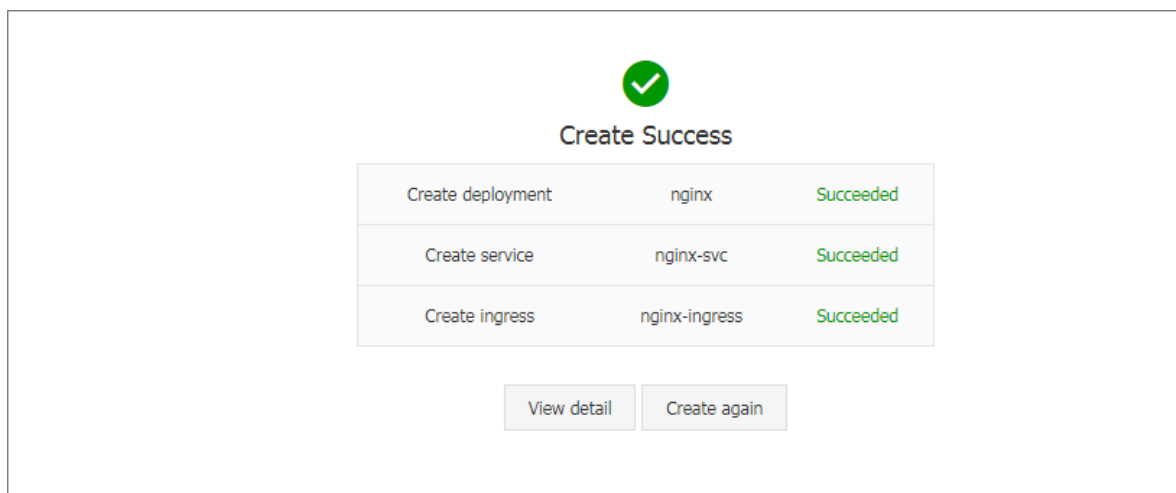 Create Success
Create deployment nginx Succeeded
Create service nginx-svc Succeeded
Create ingress nginx-ingress Succeeded
View detail Create again